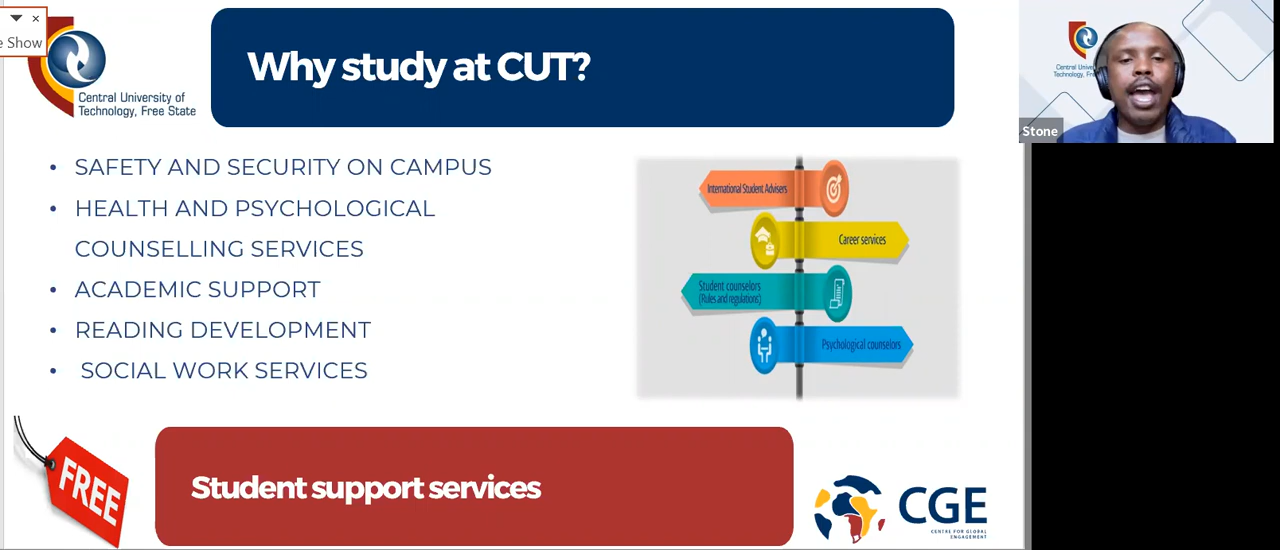 e Show
Central University of
Technology, Free State
Why study at CUT?
• SAFETY AND SECURITY ON CAMPUS
• HEALTH AND PSYCHOLOGICAL
COUNSELLING SERVICES
• ACADEMIC SUPPORT
• READING DEVELOPMENT
• SOCIAL WORK SERVICES
International Student Advisers
Career services
Student counselors
(Rules and regulations)
Psychological counselors
FREE
Student support services
CGE
CENTRE FOR GLOBAL
ENGAGEMENT
Central
Technology, F
Stone